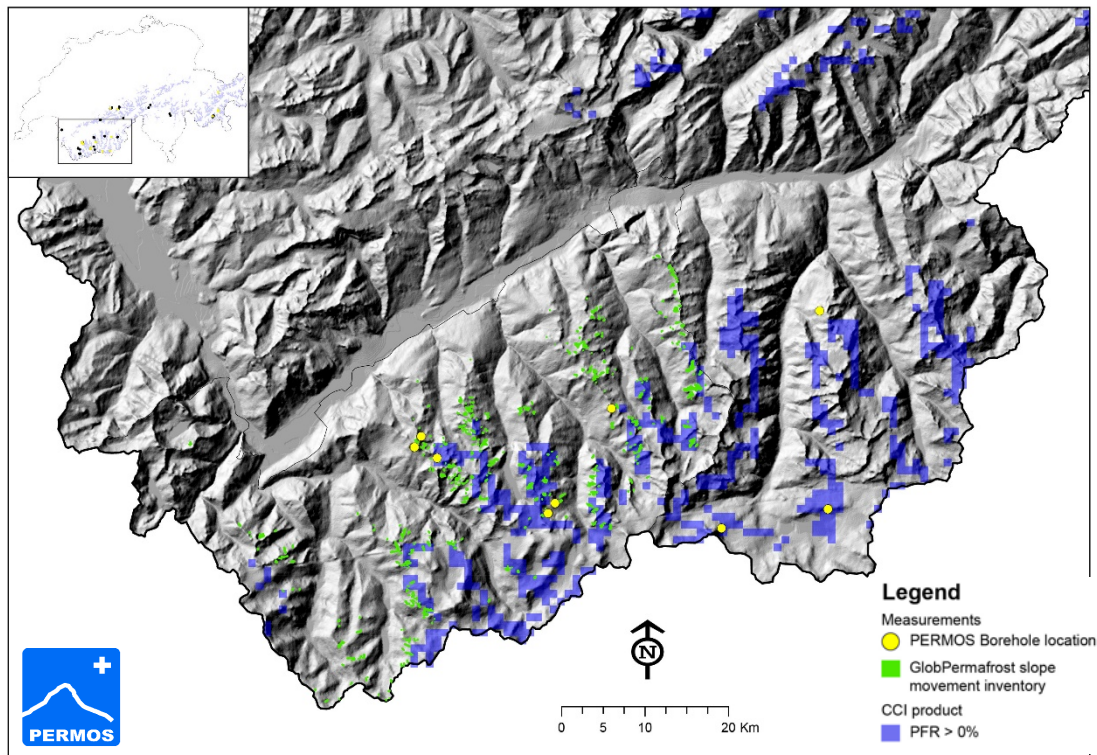 N
Legend
Measurements
PERMOS Borehole location
GlobPermafrost slope
movement inventory
CCI product
PFR > 0%
0 5 10 20 Km
PERMOS